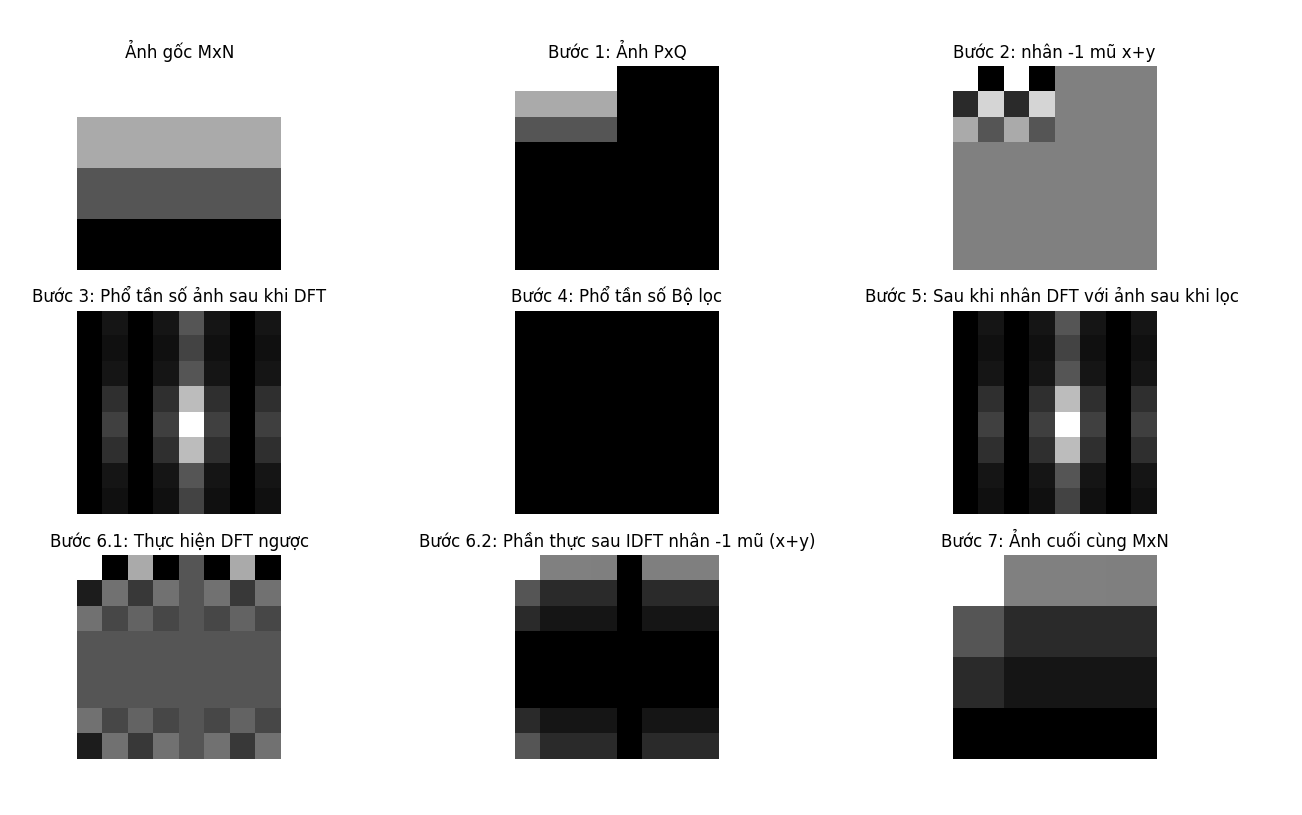 Ảnh gốc MxN
Bước 1: Ảnh PxQ
Bước 2: nhân -1 mũ x+y
Bước 3: Phổ tần số ảnh sau khi DFT
Bước 4: Phổ tần số Bộ lọc
Bước 5: Sau khi nhân DFT với ảnh sau khi lọc
Bước 6.1: Thực hiện DFT ngược
Bước 6.2: Phần thực sau IDFT nhân -1 mũ (x+y)
Bước 7: Ảnh cuối cùng MxN